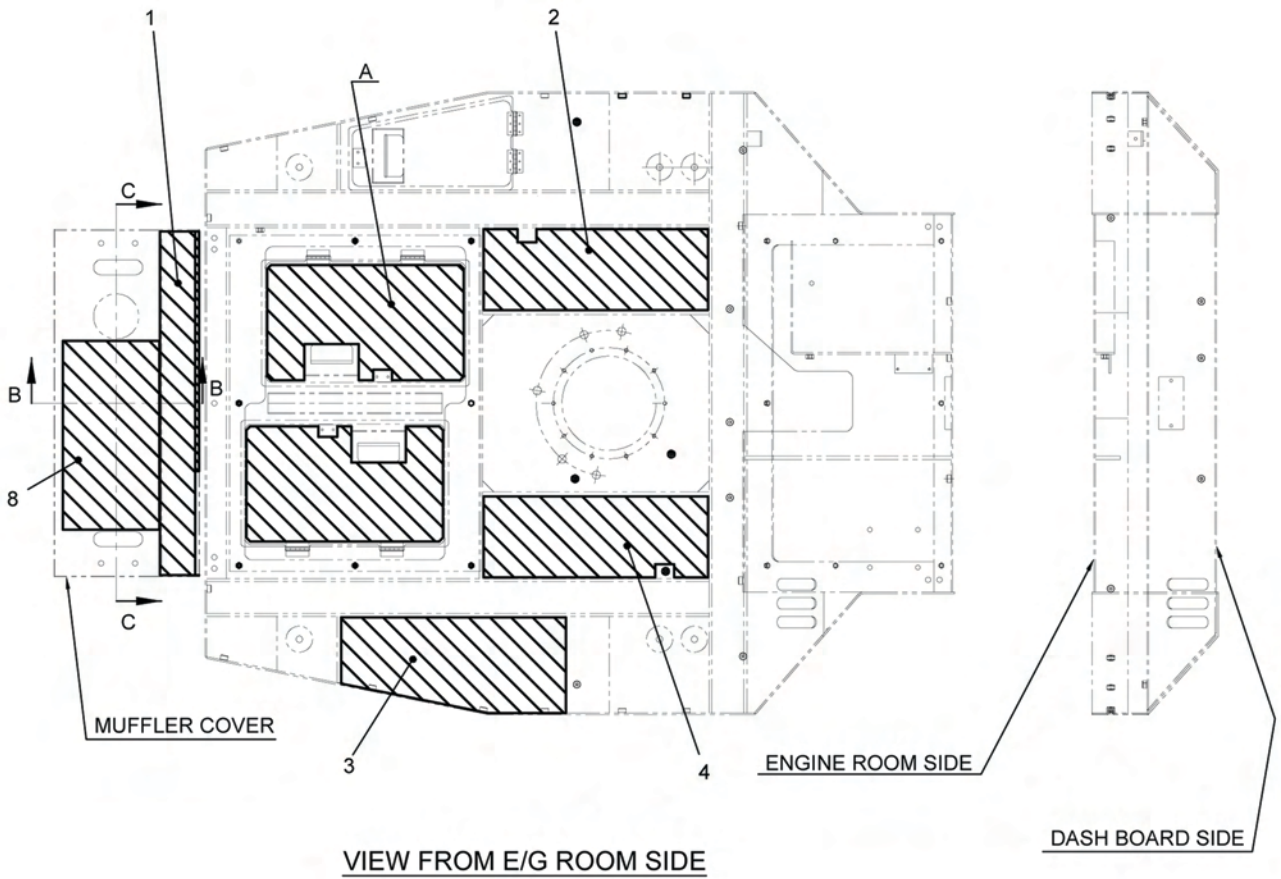 1
2
A
C
B
B
8
C
MUFFLER COVER
3
4
ENGINE ROOM SIDE
DASH BOARD SIDE
VIEW FROM E/G ROOM SIDE